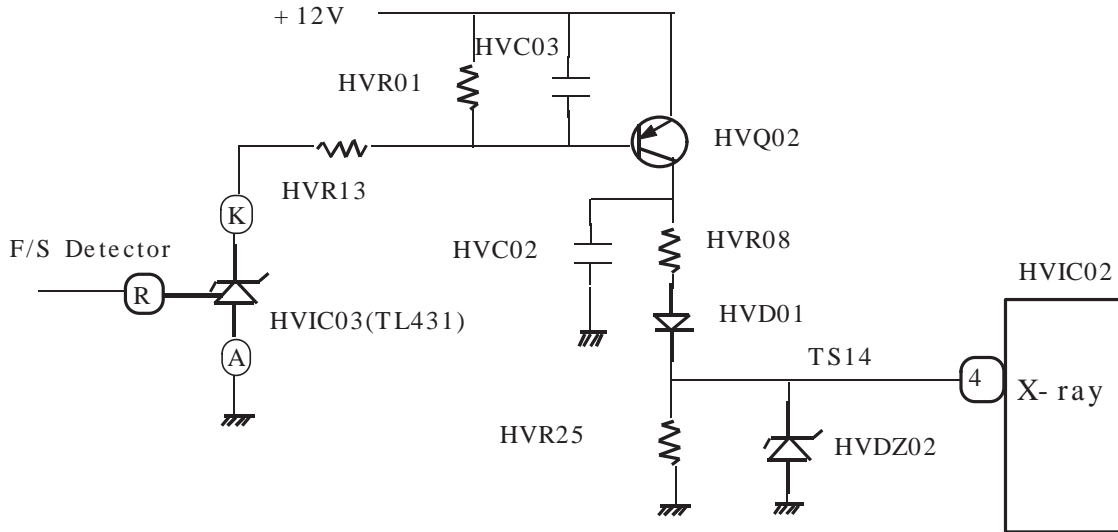 +12V
HVC03
HVR01
HVQ02
HVR13
K
F/S Detector
HVC02
HVR08
HVIC02
R
HVIC03(TL431)
HVD01
A
TS14
4
X-ray
HVR25
HVDZ02